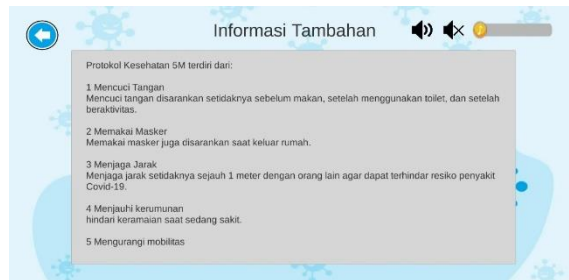 Informasi Tambahan
Protokol Kesehatan 5M terdiri dari:
1 Mencuci Tangan
Mencuci tangan disarankan setidaknya sebelum makan, setelah menggunakan toilet, dan setelah
beraktivitas.
2 Memakai Masker
Memakai masker juga disarankan saat keluar rumah.
3 Menjaga Jarak
Menjaga jarak setidaknya sejauh 1 meter dengan orang lain agar dapat terhindar resiko penyakit
Covid-19.
4 Menjauhi kerumunan
hindari keramaian saat sedang sakit.
5 Mengurangi mobilitas